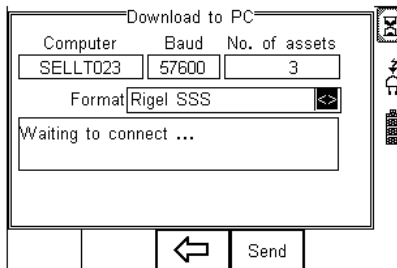 Download to PC
Computer Baud No. of assets
SELLT023 57600 3
Format Rigel SSS <>
Waiting to connect ...
Send